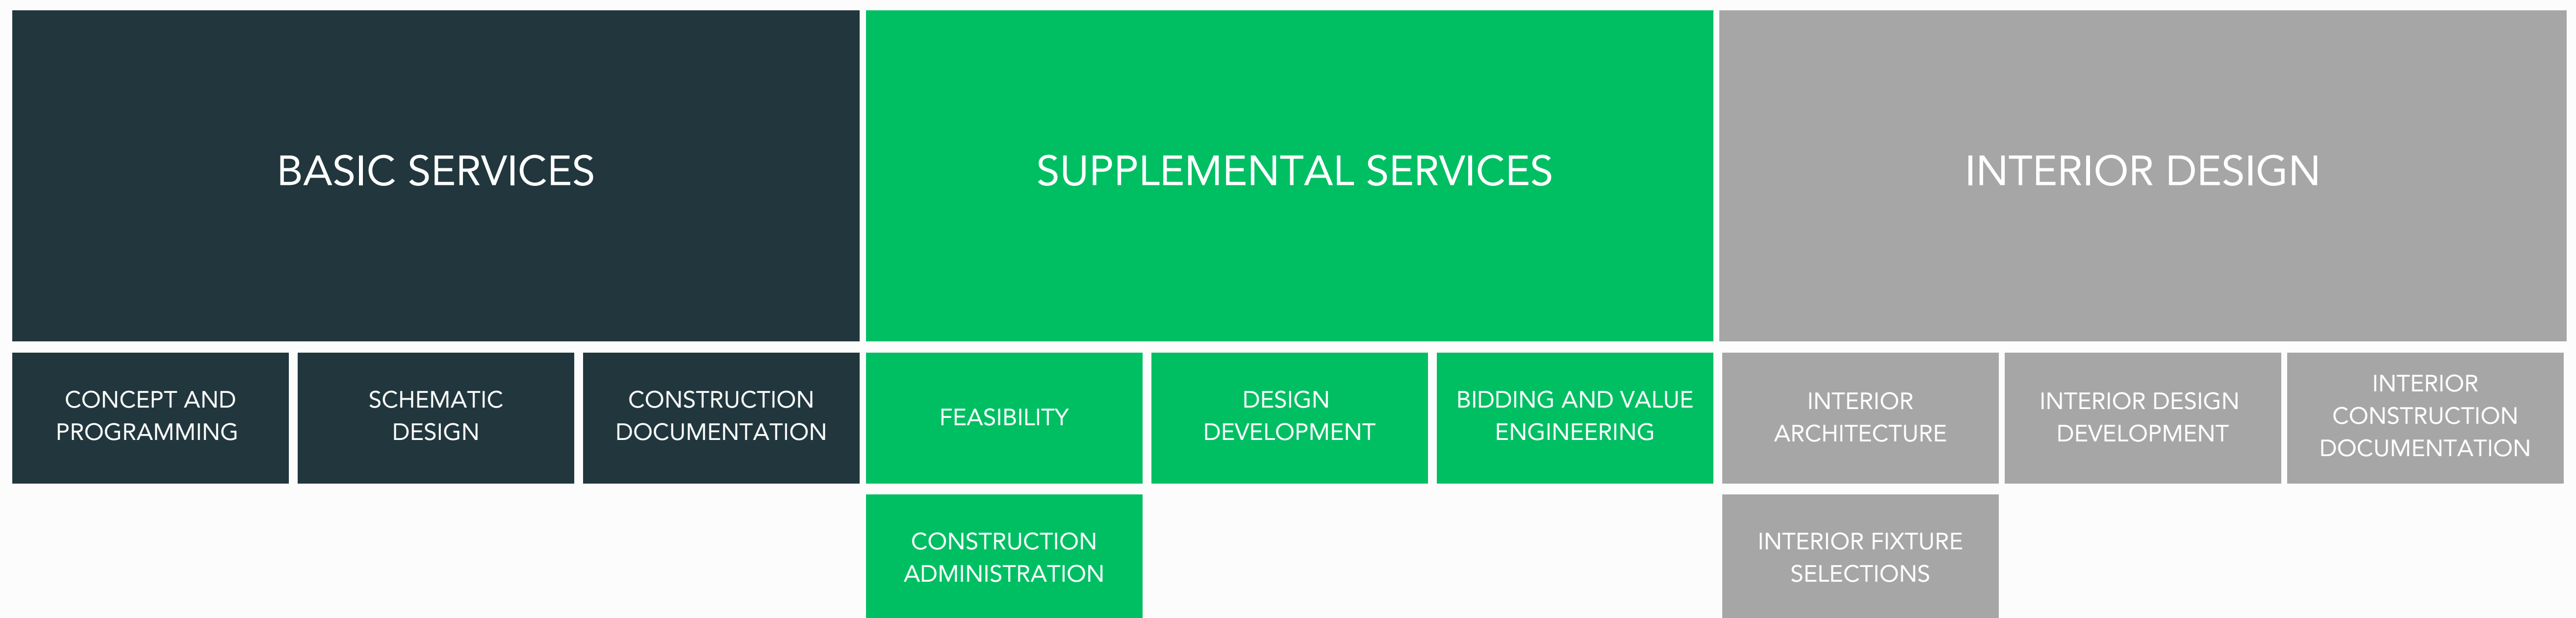 BASIC SERVICES
SUPPLEMENTAL SERVICES
INTERIOR DESIGN
CONCEPT AND
PROGRAMMING
SCHEMATIC
DESIGN
CONSTRUCTION
DOCUMENTATION
FEASIBILITY
DESIGN
DEVELOPMENT
BIDDING AND VALUE
ENGINEERING
INTERIOR
ARCHITECTURE
INTERIOR DESIGN
DEVELOPMENT
INTERIOR
CONSTRUCTION
DOCUMENTATION
CONSTRUCTION
ADMINISTRATION
INTERIOR FIXTURE
SELECTIONS